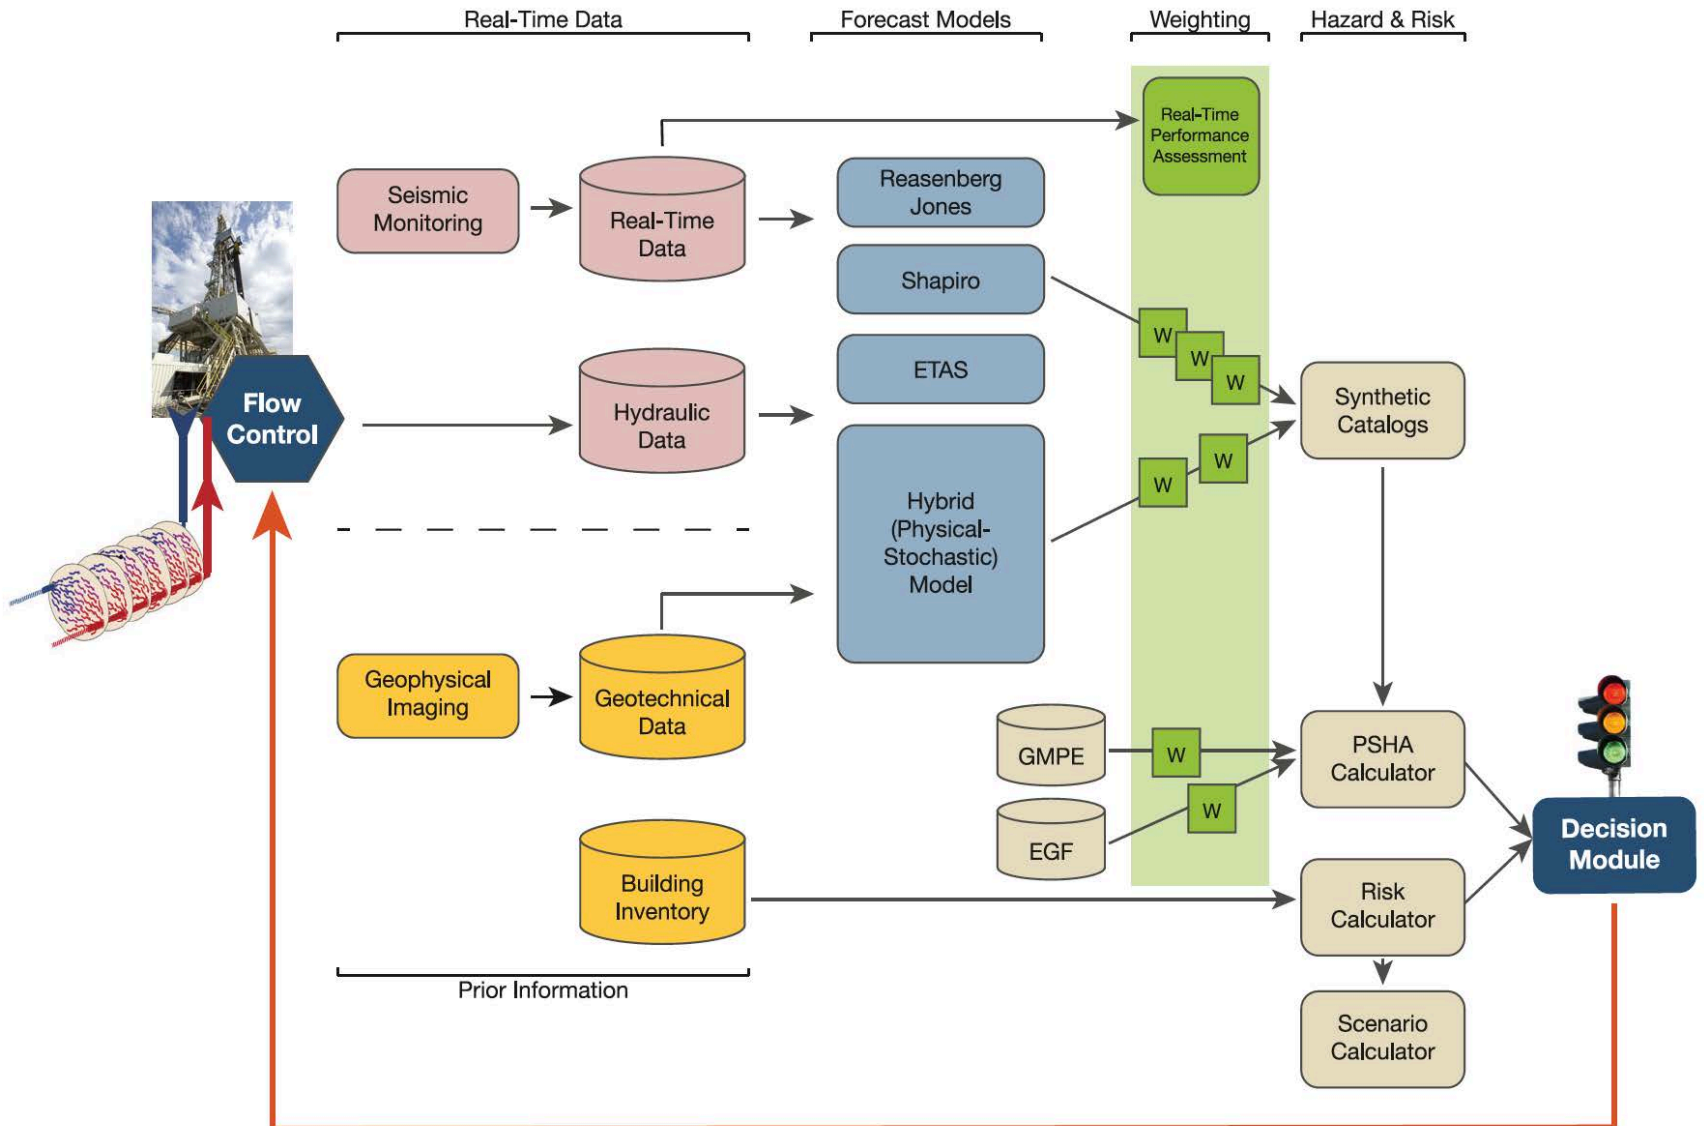 Real-Time Data
Forecast Models
Weighting
Hazard & Risk
Real-Time
Performance
Assessment
Seismic
Monitoring
Real-Time
Data
Reasenberg
Jones
Shapiro
ETAS
W
W
W
Flow
Control
Hydraulic
Data
Hybrid
(Physical-
Stochastic)
Model
W
W
Synthetic
Catalogs
Geophysical
Imaging
Geotechnical
Data
GMPE
W
PSHA
Calculator
EGF
W
Decision
Module
Building
Inventory
Risk
Calculator
Prior Information
Scenario
Calculator